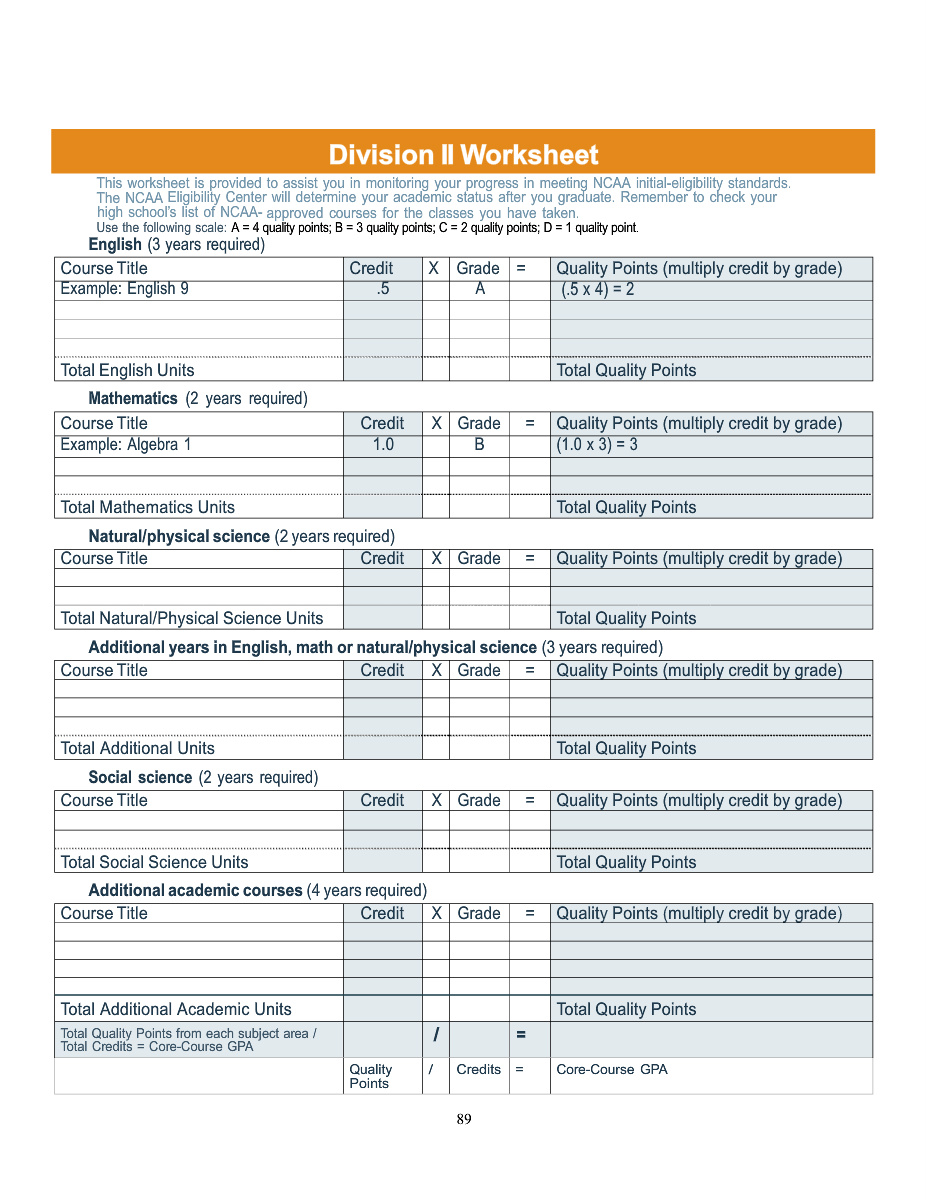 Division II Worksheet
This worksheet is provided to assist you in monitoring your progress in meeting NCAA initial-eligibility standards.
The NCAA Eligibility Center will determine your academic status after you graduate. Remember to check your
high school's list of NCAA- approved courses for the classes you have taken.
Use the following scale: A = 4 quality points; B = 3 quality points; C = 2 quality points; D = 1 quality point.
English (3 years required)
Course Title Credit X Grade = Quality Points (multiply credit by grade)
Example: English 9 .5 A (.5 x 4) = 2
Total English Units Total Quality Points
Mathematics (2 years required)
Course Title Credit X Grade = Quality Points (multiply credit by grade)
Example: Algebra 1 1.0 B (1.0 x 3) = 3
Total Mathematics Units Total Quality Points
Natural/physical science (2 years required)
Course Title Credit X Grade = Quality Points (multiply credit by grade)
Total Natural/Physical Science Units Total Quality Points
Additional years in English, math or natural/physical science (3 years required)
Course Title Credit X Grade = Quality Points (multiply credit by grade)
Total Additional Units Total Quality Points
Social science (2 years required)
Course Title Credit X Grade = Quality Points (multiply credit by grade)
Total Social Science Units Total Quality Points
Additional academic courses (4 years required)
Course Title Credit X Grade = Quality Points (multiply credit by grade)
Total Additional Academic Units Total Quality Points
Total Quality Points from each subject area /
Total Credits = Core-Course GPA / =
Quality Points / Credits = Core-Course GPA
89